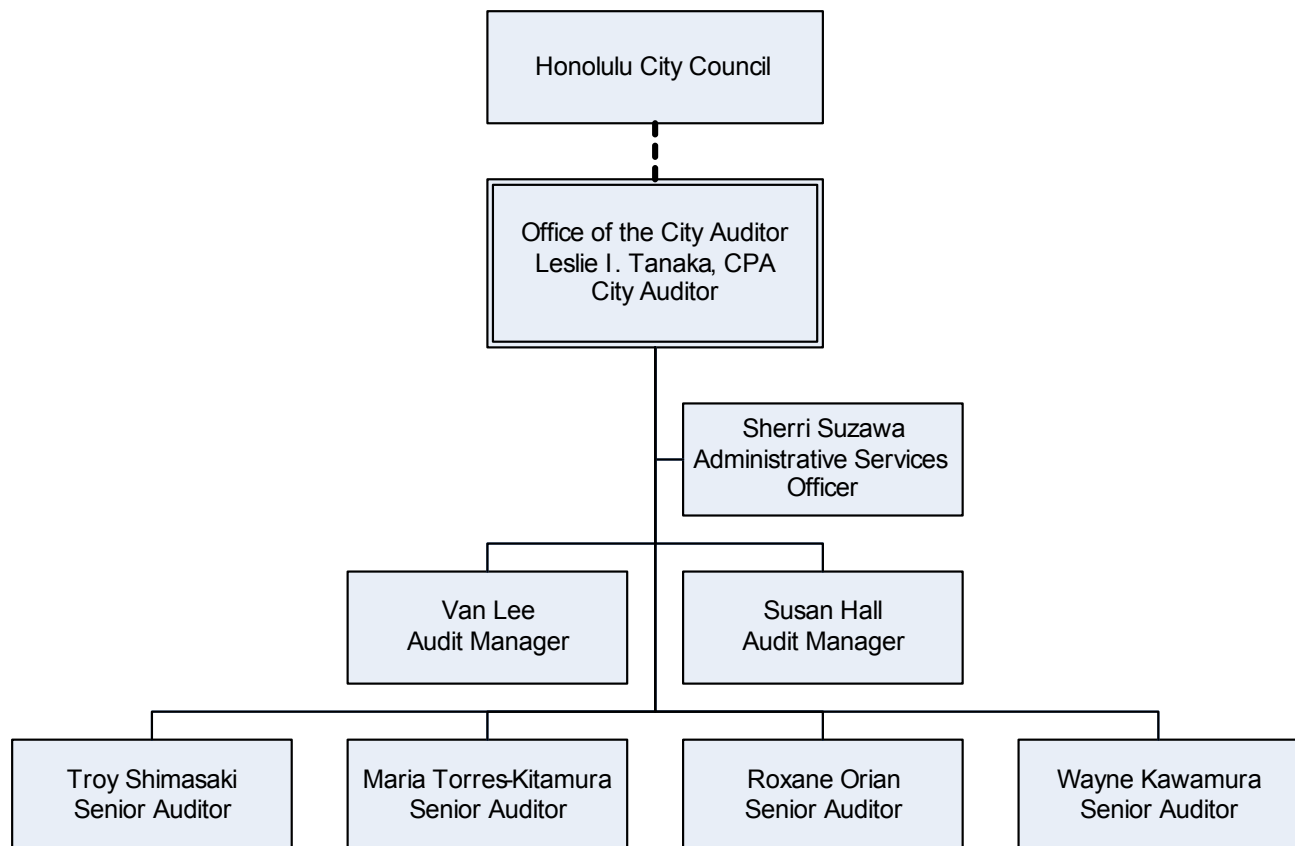 Honolulu City Council
Office of the City Auditor
Leslie I. Tanaka, CPA
City Auditor
Sherri Suzawa
Administrative Services
Officer
Van Lee
Audit Manager
Susan Hall
Audit Manager
Troy Shimasaki
Senior Auditor
Maria Torres-Kitamura
Senior Auditor
Roxane Orian
Senior Auditor
Wayne Kawamura
Senior Auditor